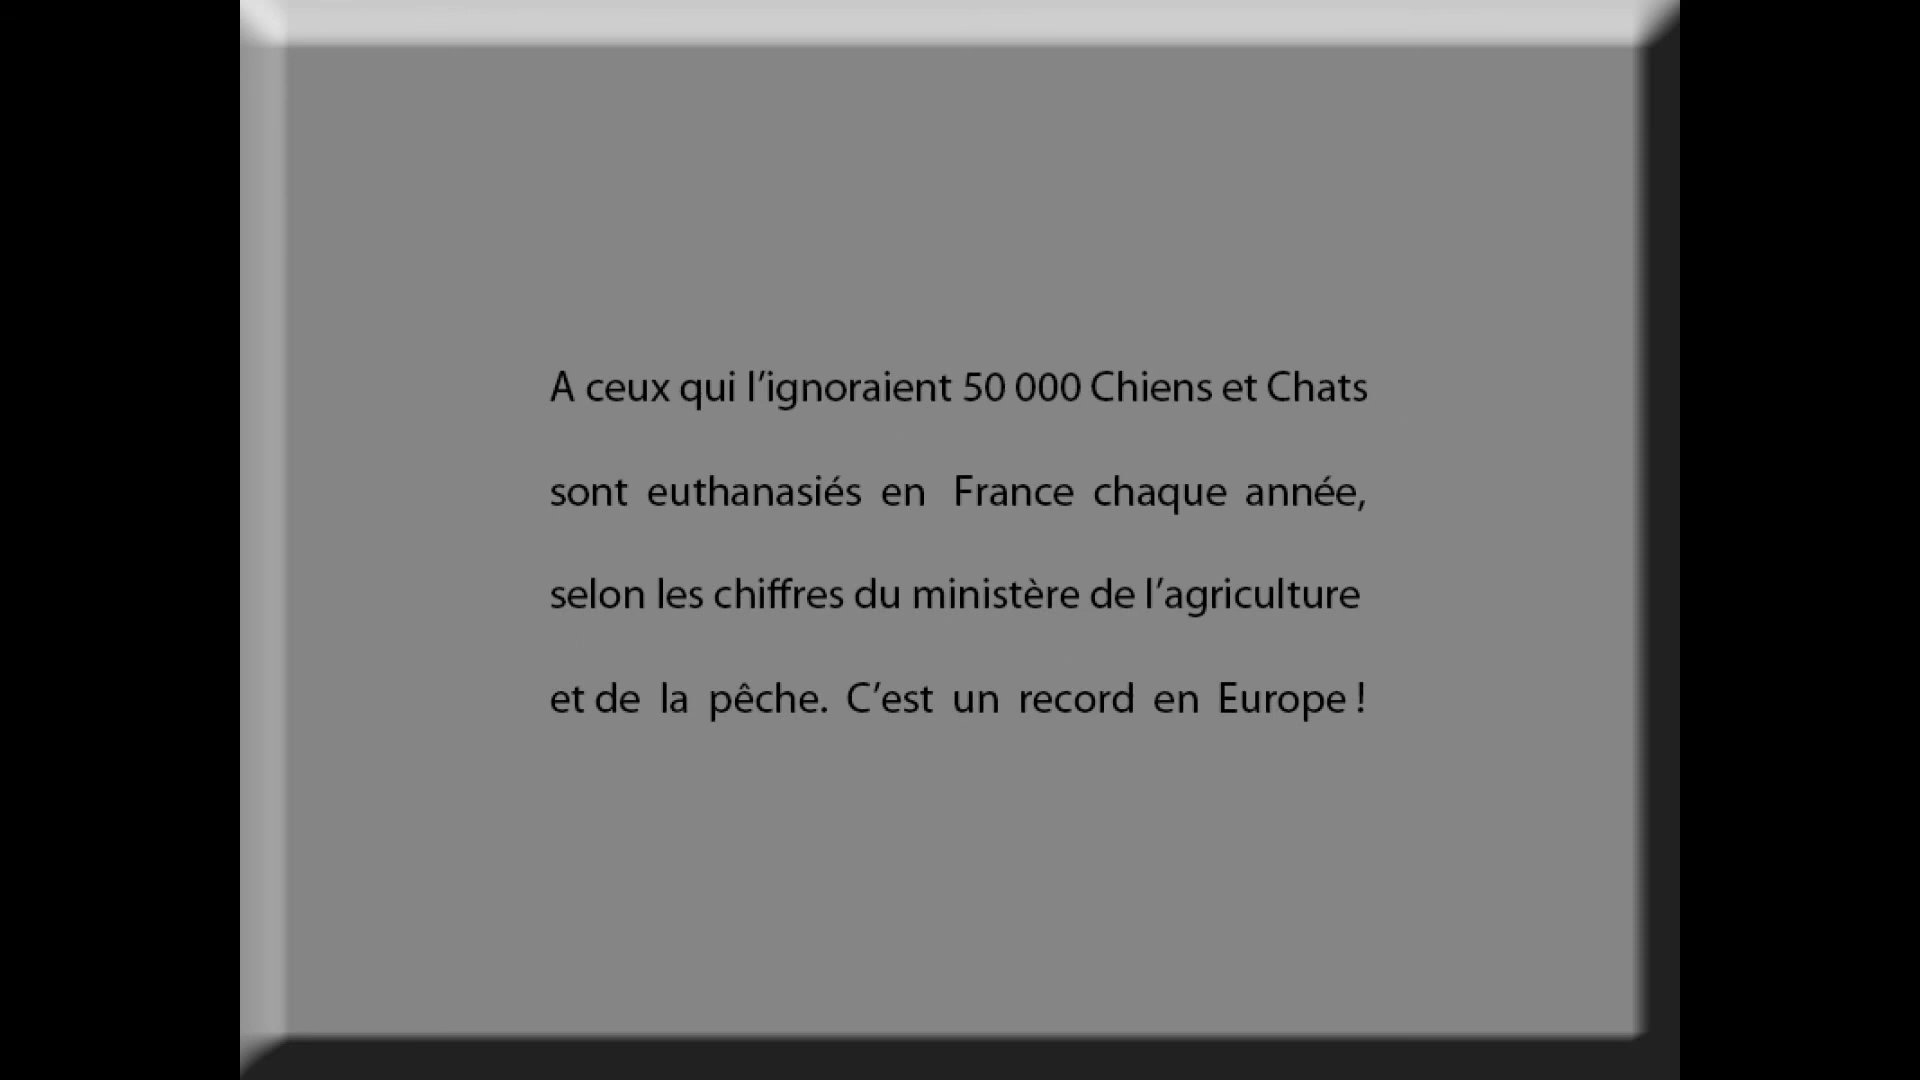 A ceux qui l’ignoraient 50 000 Chiens et Chats
sont euthanasiés en France chaque année,
selon les chiffres du ministère de l’agriculture
et de la pêche. C’est un record en Europe !